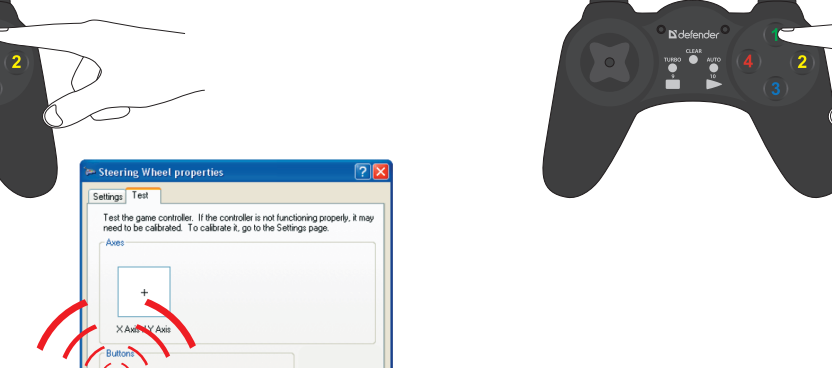 2
defender
CLEAR
TURBO
AUTO
9
10
1
4
2
3
Steering Wheel properties
Settings
Test
Test the game controller. If the controller is not functioning properly, it may
need to be calibrated. To calibrate it, go to the Settings page.
Axes
X Axis / Y Axis
Buttons